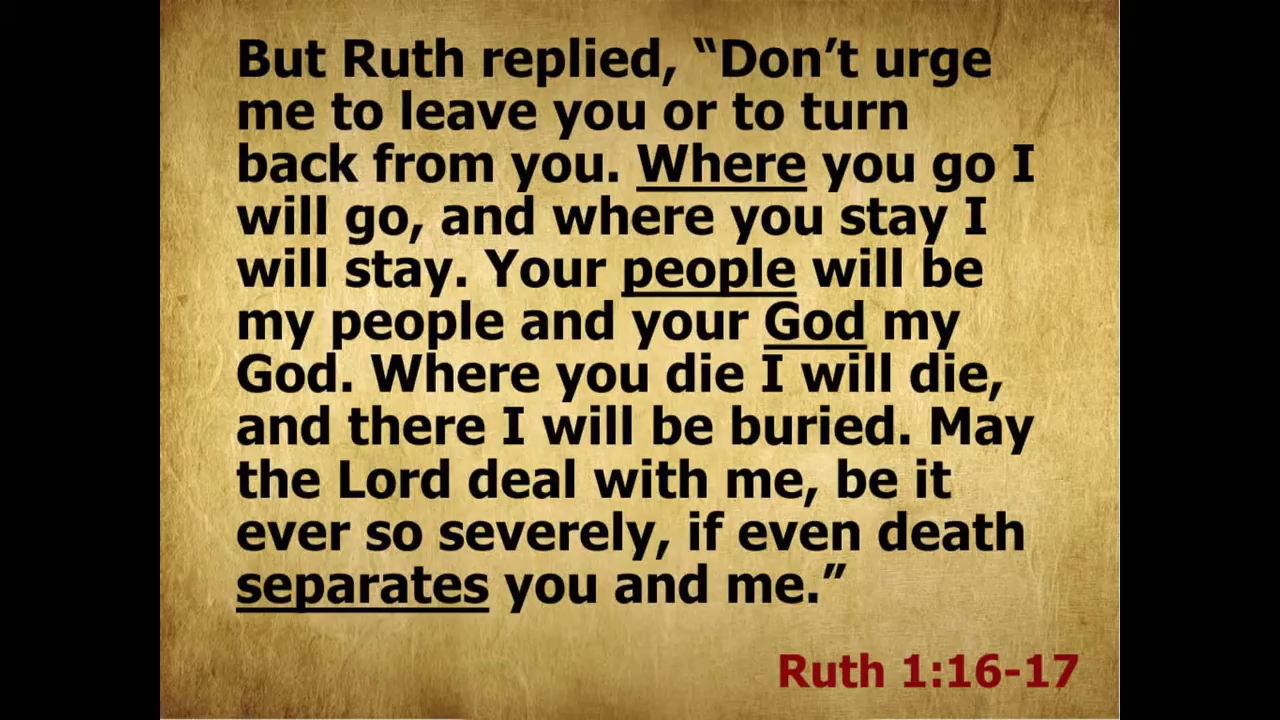 But Ruth replied, “Don’t urge
me to leave you or to turn
back from you. Where you go I
will go, and where you stay I
will stay. Your people will be
my people and your God my
God. Where you die I will die,
and there I will be buried. May
the Lord deal with me, be it
ever so severely, if even death
separates you and me.”
Ruth 1:16-17